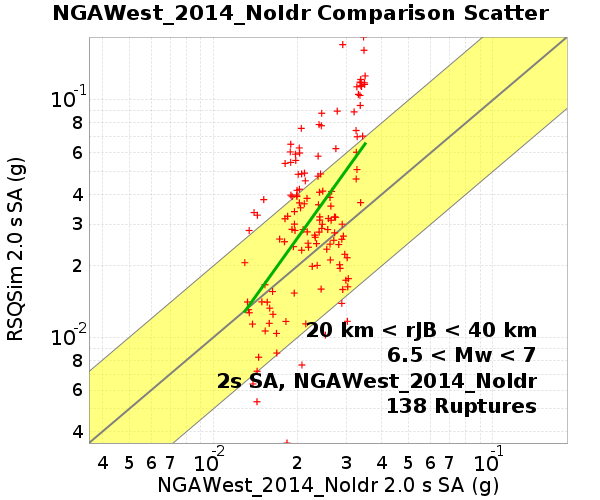 NGAWest_2014_NoIdr Comparison Scatter
RSQSim 2.0 s SA (g)
10⁻¹
8
6
4
3
2
10⁻²
8
6
4
20 km < rJB < 40 km
6.5 < Mw < 7
2s SA, NGAWest_2014_NoIdr
138 Ruptures
4 5 6 7 10⁻² 2 3 4 5 6 7 10⁻¹
NGAWest_2014_NoIdr 2.0 s SA (g)